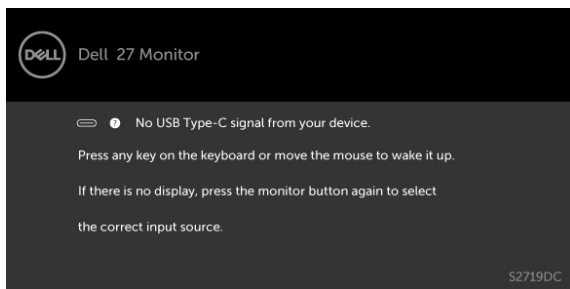 DELL
Dell 27 Monitor
? No USB Type-C signal from your device.
Press any key on the keyboard or move the mouse to wake it up.
If there is no display, press the monitor button again to select
the correct input source.
S2719DC